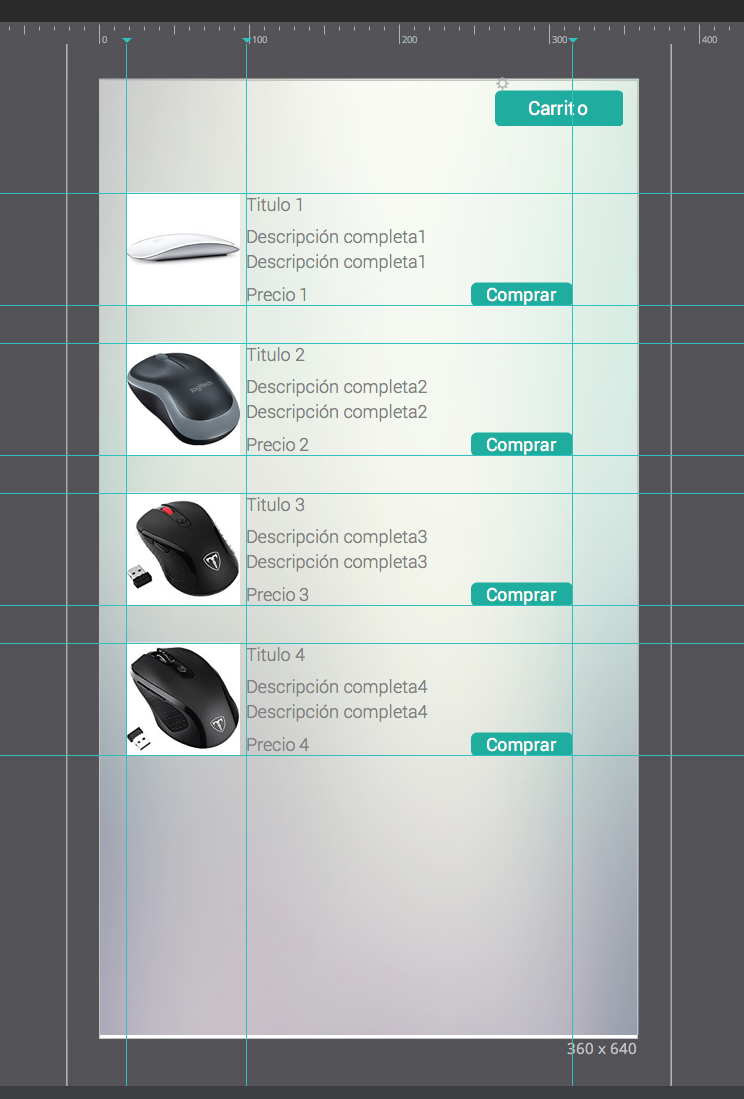 0 100 200 300 400
Carrito
Titulo 1
Descripción completa1
Descripción completa1
Precio 1 Comprar
logitech
Titulo 2
Descripción completa2
Descripción completa2
Precio 2 Comprar
Titulo 3
Descripción completa3
Descripción completa3
Precio 3 Comprar
Titulo 4
Descripción completa4
Descripción completa4
Precio 4 Comprar
360 x 640